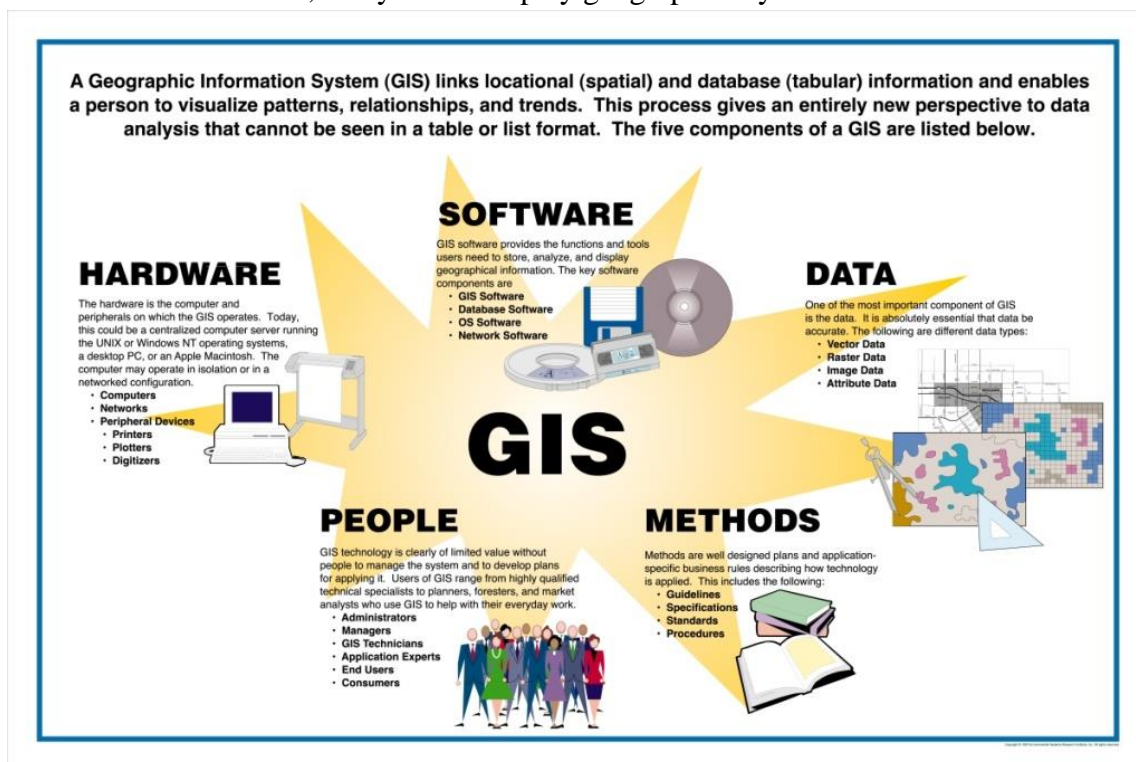 A Geographic Information System (GIS) links locational (spatial) and database (tabular) information and enables
a person to visualize patterns, relationships, and trends. This process gives an entirely new perspective to data
analysis that cannot be seen in a table or list format. The five components of a GIS are listed below.
SOFTWARE
GIS software provides the functions and tools
users need to store, analyze, and display
geographical information. The key software
components are
• GIS Software
• Database Software
• OS Software
• Network Software
HARDWARE
The hardware is the computer and
peripherals on which the GIS operates. Today,
this could be a centralized computer server running
the UNIX or Windows NT operating systems,
a desktop PC, or an Apple Macintosh. The
computer may operate in isolation or in a
networked configuration.
• Computers
• Networks
• Peripheral Devices
• Printers
• Plotters
• Digitizers
DATA
One of the most important component of GIS
is the data. It is absolutely essential that data be
accurate. The following are different data types:
• Vector Data
• Raster Data
• Image Data
• Attribute Data
GIS
PEOPLE
GIS technology is clearly of limited value without
people to manage the system and to develop plans
for applying it. Users of GIS range from highly qualified
technical specialists to planners, foresters, and market
analysts who use GIS to help with their everyday work.
• Administrators
• Managers
• GIS Technicians
• Application Experts
• End Users
• Consumers
METHODS
Methods are well designed plans and application-
specific business rules describing how technology
is applied. This includes the following:
• Guidelines
• Specifications
• Standards
• Procedures